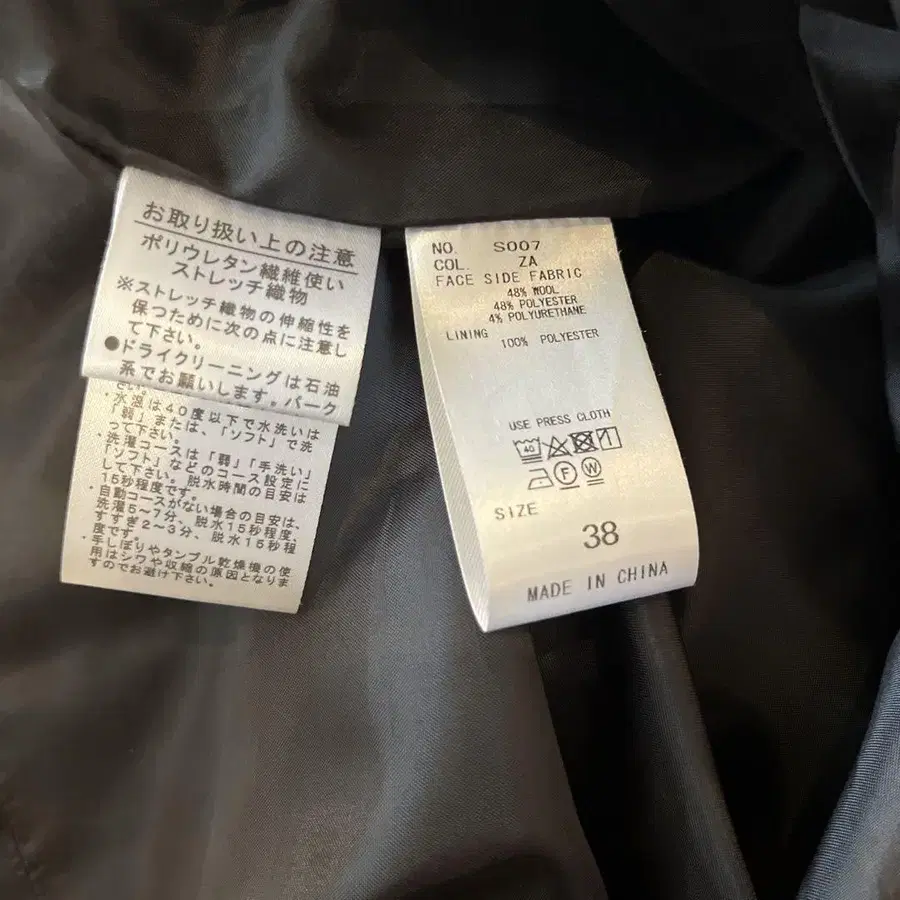 お取り扱い上の注意
ポリウレタン繊維使い
ストレッチ織物
※ストレッチ織物の伸縮性を
保つために次の点に注意し
て下さい。
●ドライクリーニングは石油
系でお願いします。パーク
さい。
・水温は40度以下で水洗いは
「弱」または、「ソフト」で洗
って下さい。
・洗濯コースは「弱」「手洗い」
「ソフト」などのコース設定に
して下さい。脱水時間の目安は
15秒程度です。
・自動コースがない場合の目安は、
洗濯5~7分、脱水15秒程度、
すすぎ2~3分、脱水15秒程
度です。
・手しぼりやタンブル乾燥機の使
用はシワや収縮の原因となりま
すのでお避け下さい。
NO. S007
COL. ZA
FACE SIDE FABRIC
48% WOOL
48% POLYESTER
4% POLYURETHANE
LINING 100% POLYESTER
USE PRESS CLOTH
40
F W
SIZE
38
MADE IN CHINA